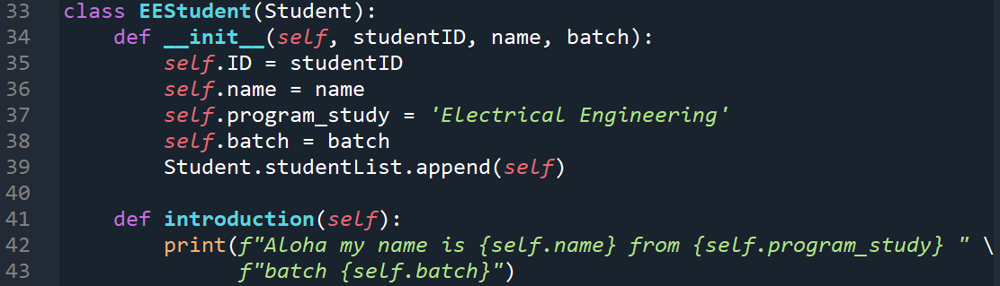 33 class EEStudent(Student):
34     def __init__(self, studentID, name, batch):
35         self.ID = studentID
36         self.name = name
37         self.program_study = 'Electrical Engineering'
38         self.batch = batch
39         Student.studentList.append(self)
40
41     def introduction(self):
42         print(f"Aloha my name is {self.name} from {self.program_study} " \
43               f"batch {self.batch}")